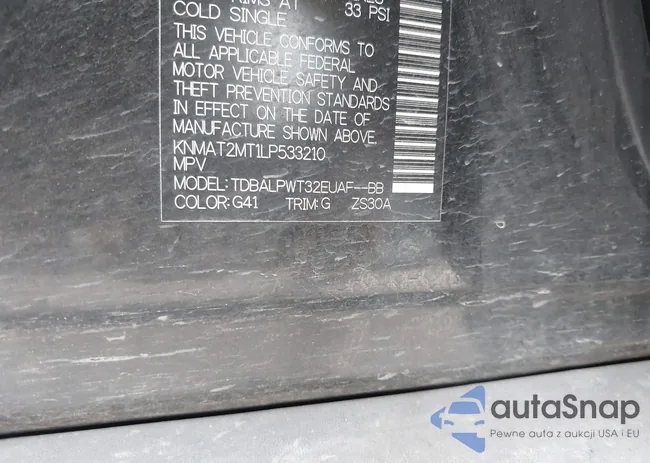 COLD SINGLE 33 PSI
THIS VEHICLE CONFORMS TO
ALL APPLICABLE FEDERAL
MOTOR VEHICLE SAFETY AND
THEFT PREVENTION STANDARDS
IN EFFECT ON THE DATE OF
MANUFACTURE SHOWN ABOVE.
KNMAT2MT1LP533210
MPV
MODEL: TDBALPWT32EUAF--BB
COLOR: G41 TRIM: G ZS30A
autaSnap
Pewne auta z aukcji USA i EU